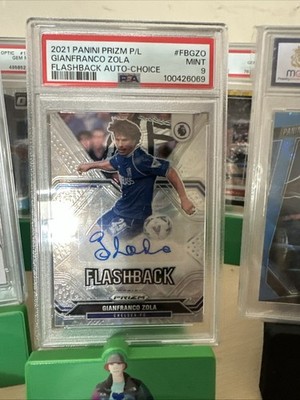 2021 PANINI PRIZM P/L #FBGZO
GIANFRANCO ZOLA MINT
FLASHBACK AUTO-CHOICE 9
PSA 100426069
G Zola
FLASHBACK
PRIZM
GIANFRANCO ZOLA
CHELSEA FC